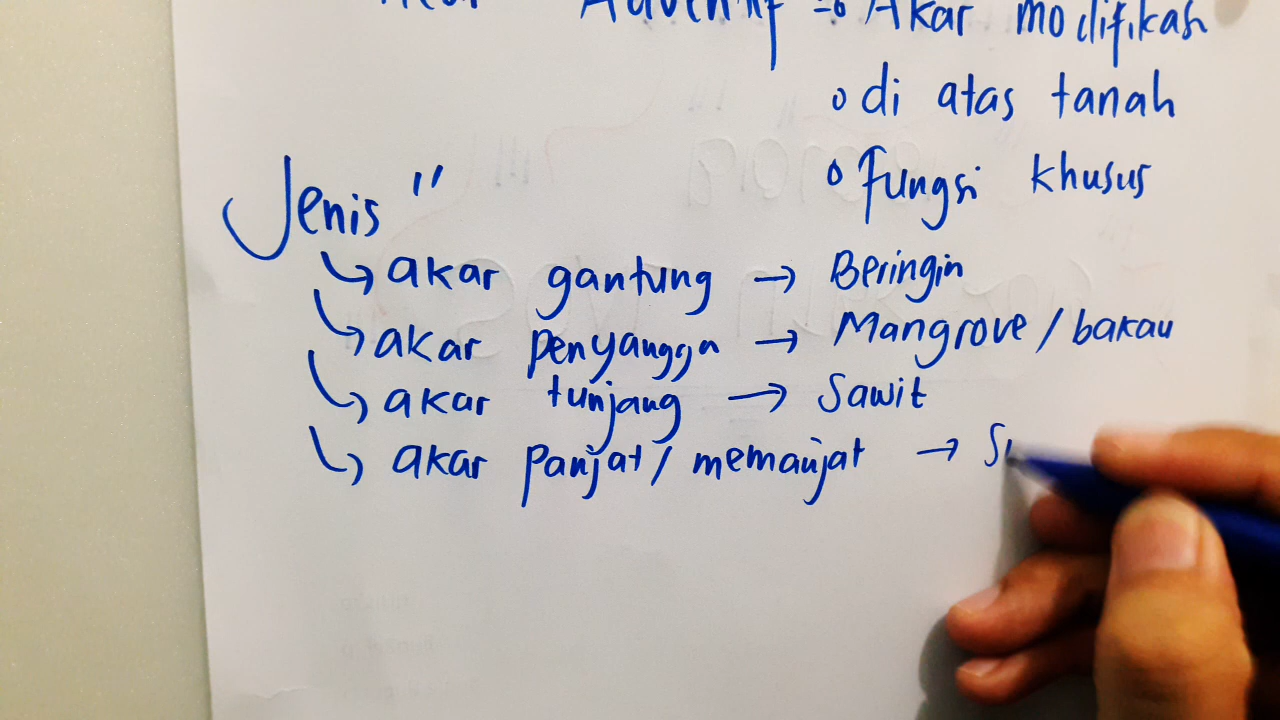 Adventif => Akar modifikasi
o di atas tanah
o fungsi khusus
Jenis "
↳ akar gantung → Beringin
↳ akar penyangga → Mangrove / bakau
↳ akar tunjang → Sawit
↳ akar panjat / memanjat →